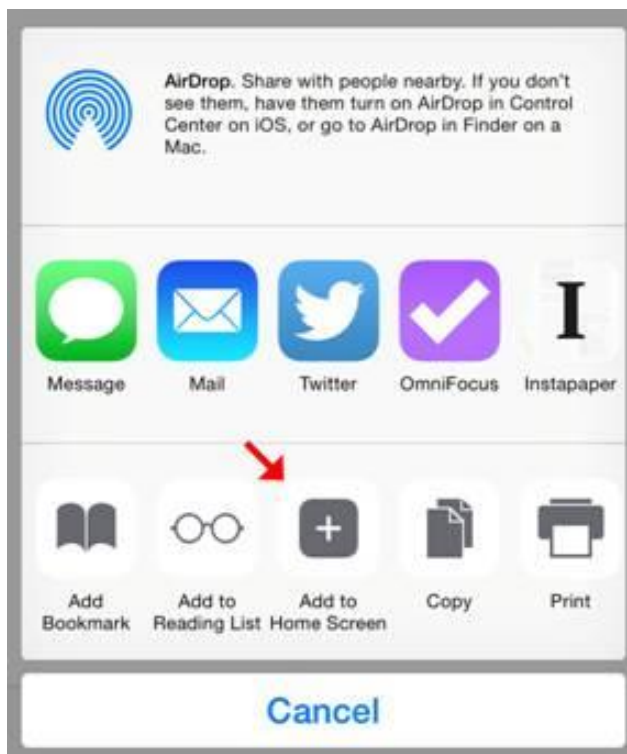 AirDrop. Share with people nearby. If you don't
see them, have them turn on AirDrop in Control
Center on iOS, or go to AirDrop in Finder on a
Mac.
I
Message Mail Twitter OmniFocus Instapaper
Add Bookmark
Add to Reading List
Add to Home Screen
Copy
Print
Cancel